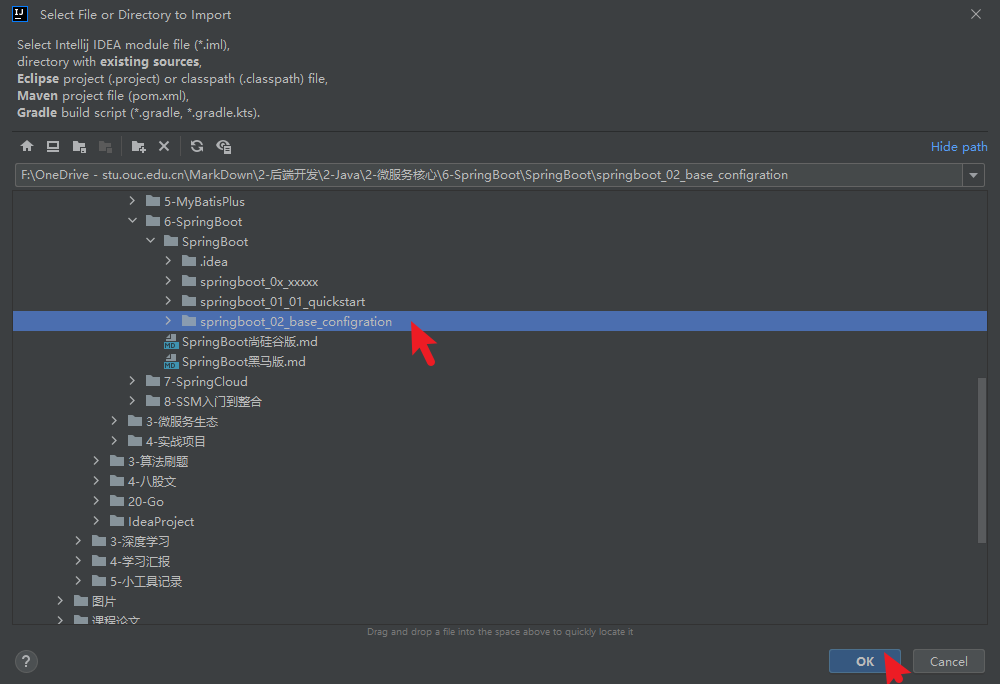 IJ
Select File or Directory to Import
Select Intellij IDEA module file (*.iml),
directory with existing sources,
Eclipse project (.project) or classpath (.classpath) file,
Maven project file (pom.xml),
Gradle build script (*.gradle, *.gradle.kts).
Hide path
F:\OneDrive - stu.ouc.edu.cn\MarkDown\2-后端开发\2-Java\2-微服务核心\6-SpringBoot\SpringBoot\springboot_02_base_configration
5-MyBatisPlus
6-SpringBoot
SpringBoot
.idea
springboot_0x_xxxxx
springboot_01_01_quickstart
springboot_02_base_configration
MD SpringBoot尚硅谷版.md
MD SpringBoot黑马版.md
7-SpringCloud
8-SSM入门到整合
3-微服务生态
4-实战项目
3-算法刷题
4-八股文
20-Go
IdeaProject
3-深度学习
4-学习汇报
5-小工具记录
图片
课程论文
Drag and drop a file into the space above to quickly locate it
?
OK
Cancel